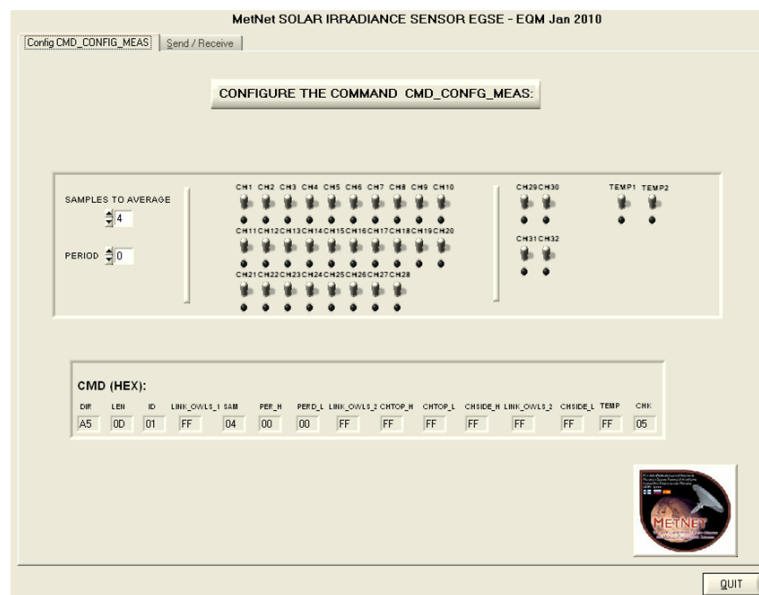 MetNet SOLAR IRRADIANCE SENSOR EGSE - EQM Jan 2010
Config CMD_CONFIG_MEAS Send / Receive
CONFIGURE THE COMMAND CMD_CONFG_MEAS:
SAMPLES TO AVERAGE
4
PERIOD 0
CH1 CH2 CH3 CH4 CH5 CH6 CH7 CH8 CH9 CH10
CH11 CH12 CH13 CH14 CH15 CH16 CH17 CH18 CH19 CH20
CH21 CH22 CH23 CH24 CH25 CH26 CH27 CH28
CH29 CH30
CH31 CH32
TEMP1 TEMP2
CMD (HEX):
DIR LEN ID LINK_OWLS_1 SAM PER_H PERD_L LINK_OWLS_2 CHTOP_H CHTOP_L CHSIDE_H LINK_OWLS_2 CHSIDE_L TEMP CHK
A5 0D 01 FF 04 00 00 FF FF FF FF FF FF FF 05
METNET
QUIT